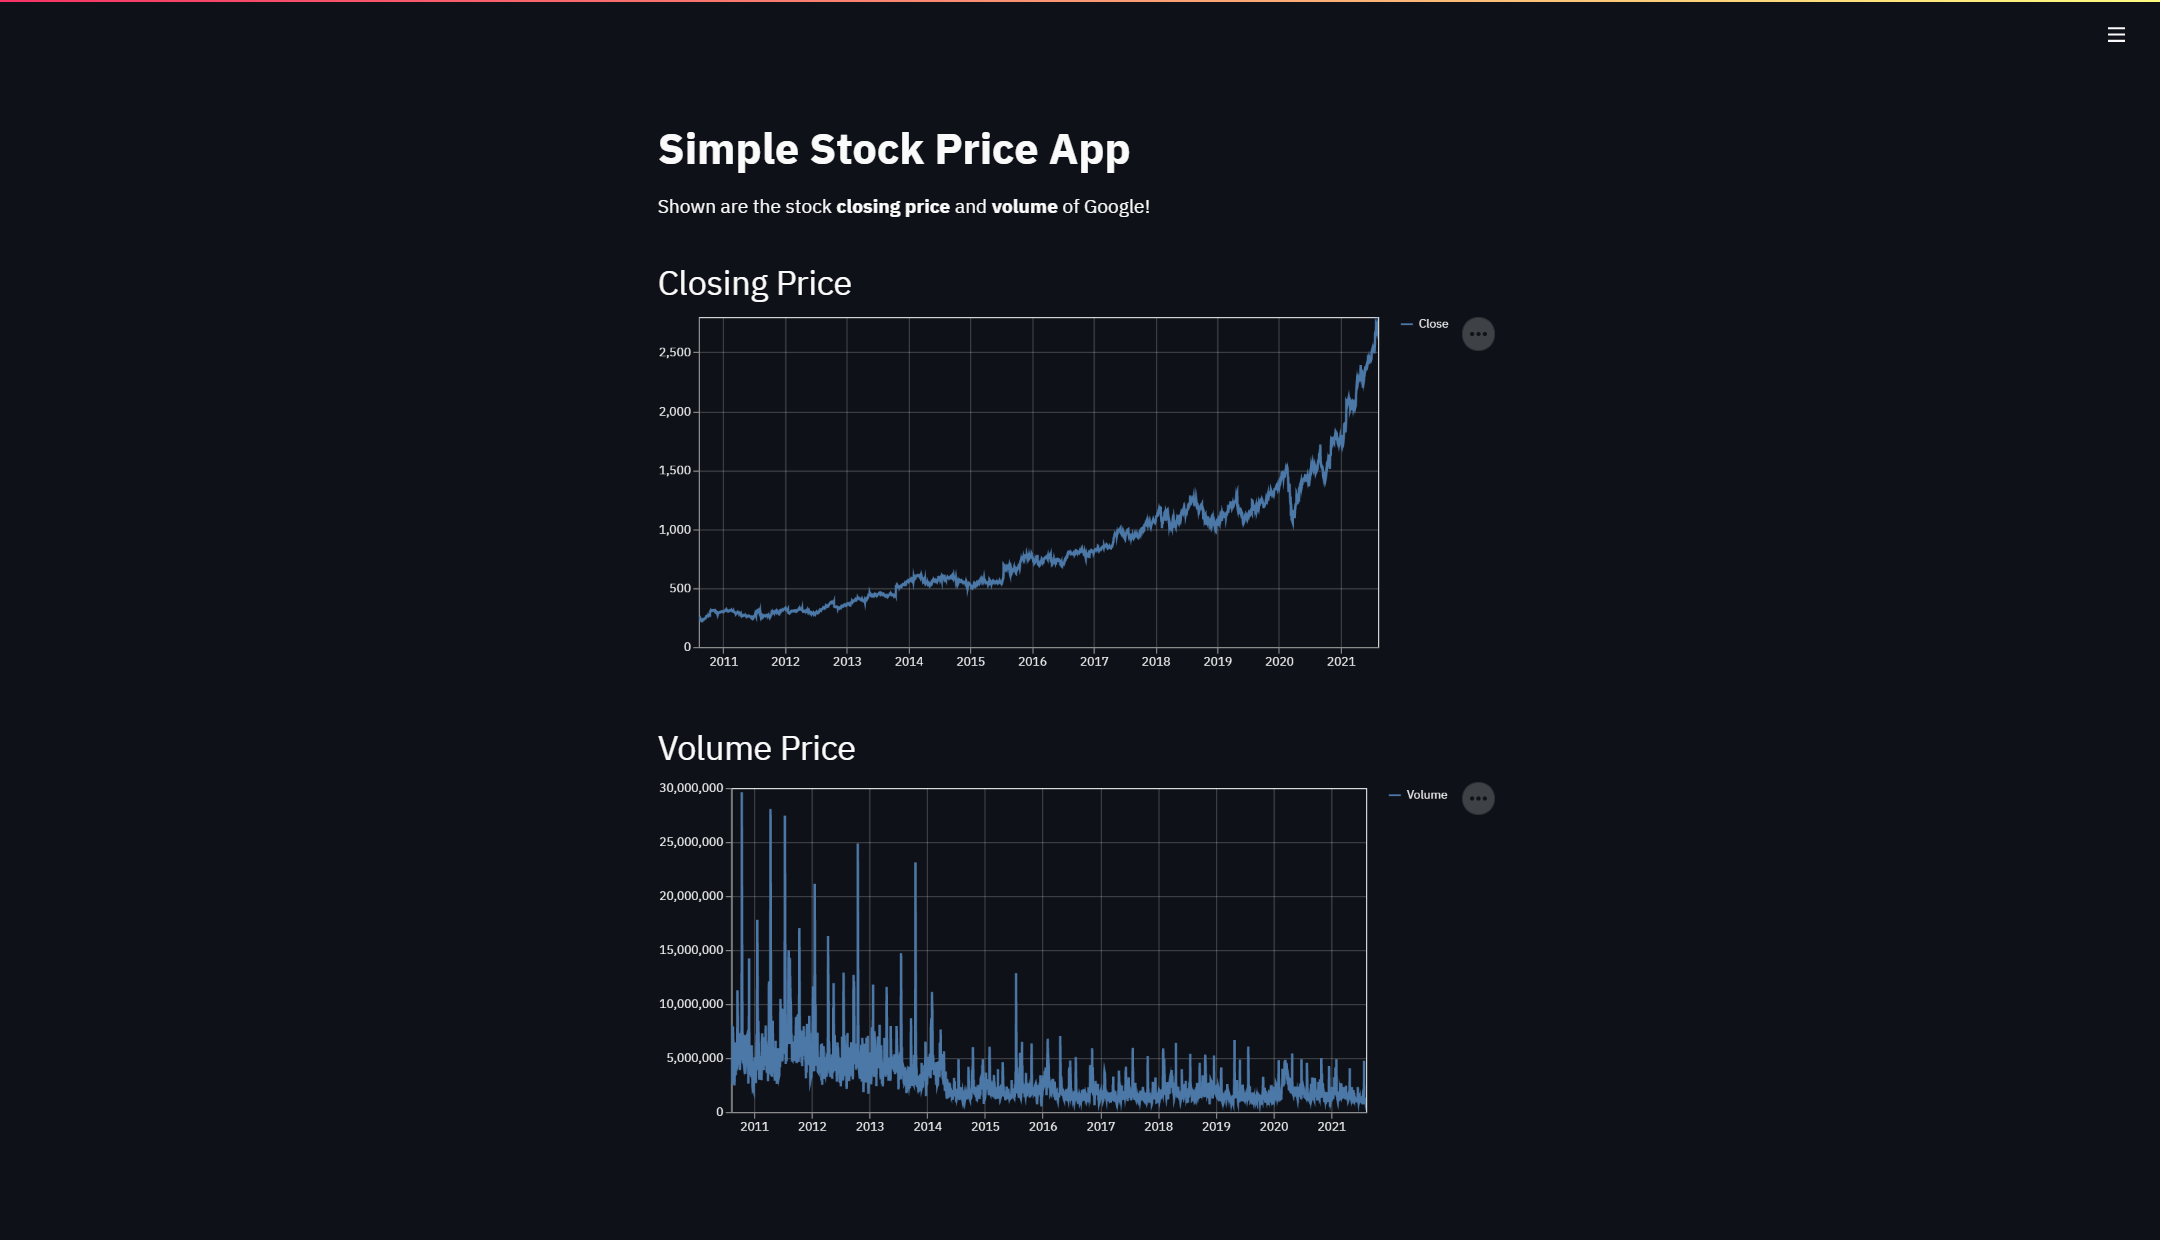 Simple Stock Price App
Shown are the stock closing price and volume of Google!
Closing Price
Close
2,500
2,000
1,500
1,000
500
0
2011 2012 2013 2014 2015 2016 2017 2018 2019 2020 2021
Volume Price
30,000,000
Volume
25,000,000
20,000,000
15,000,000
10,000,000
5,000,000
0
2011 2012 2013 2014 2015 2016 2017 2018 2019 2020 2021